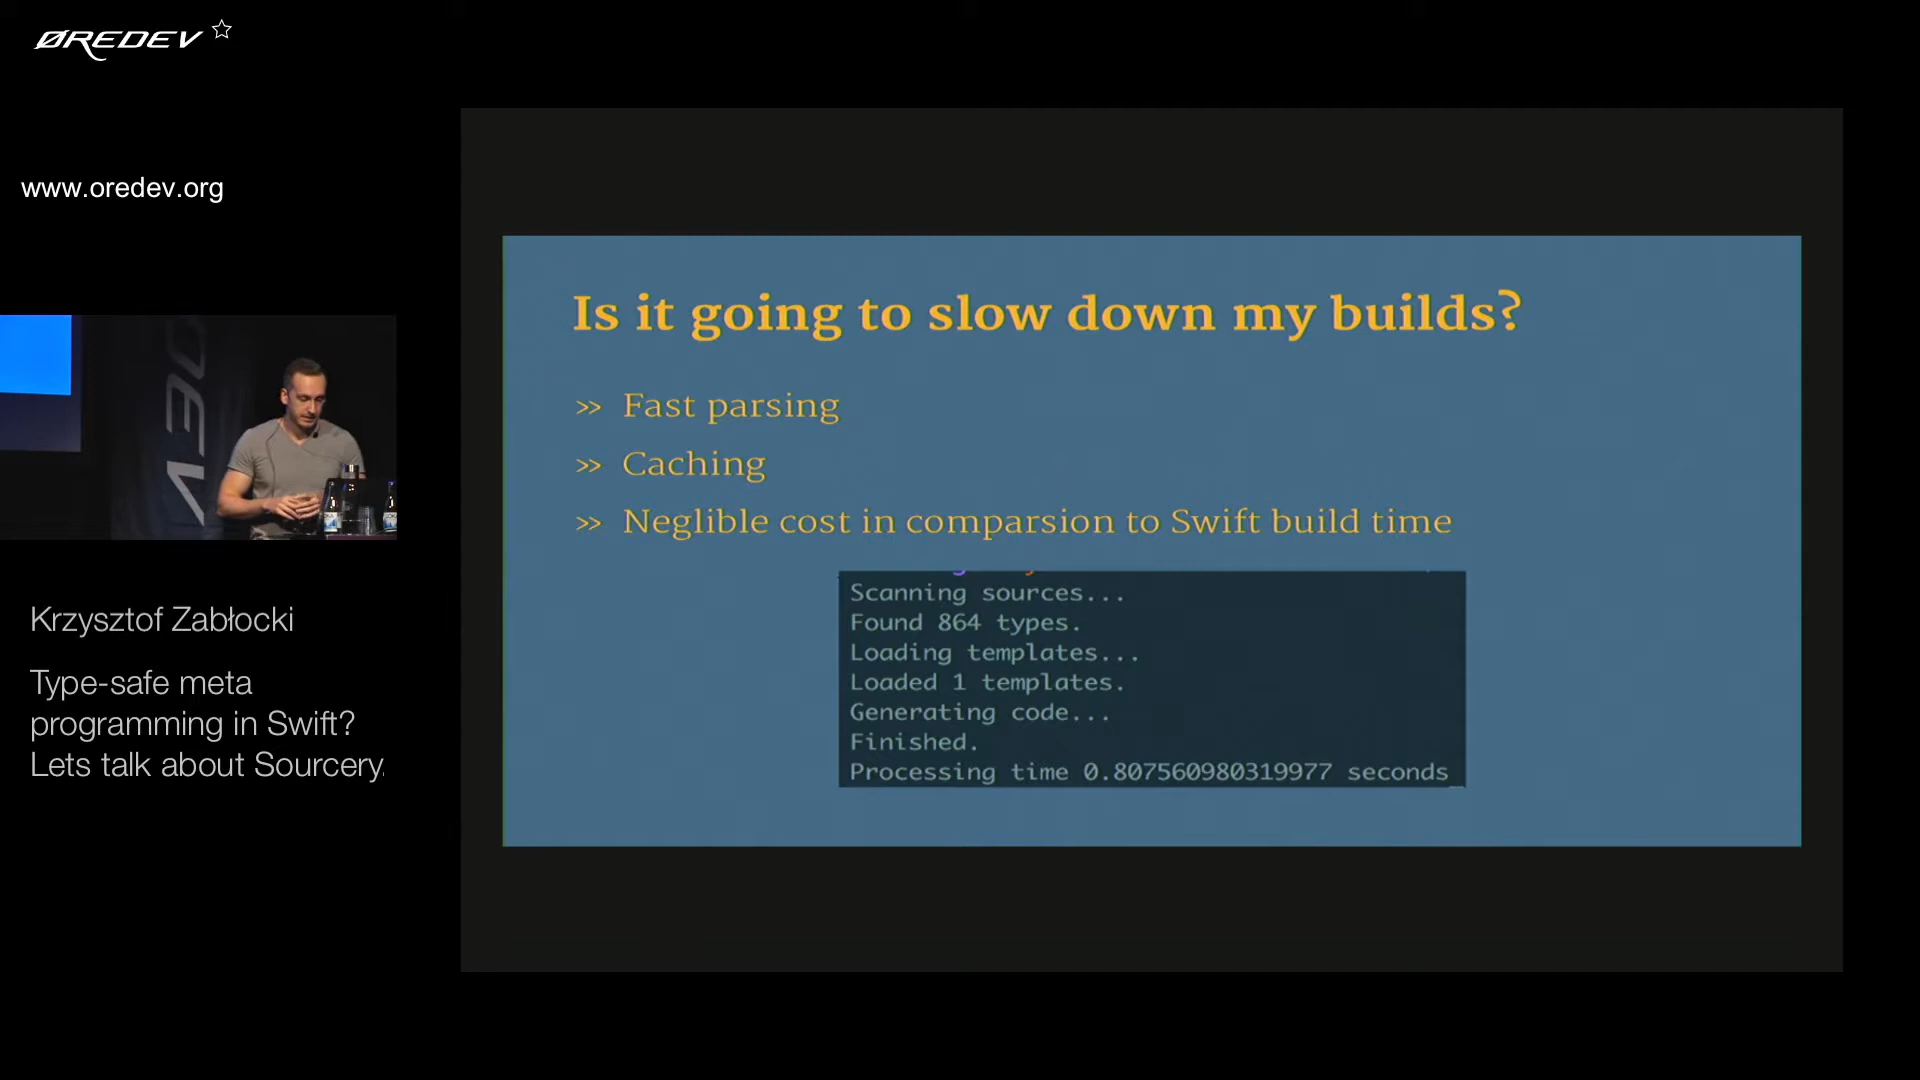 ØREDEV
www.oredev.org
Krzysztof Zabłocki
Type-safe meta
programming in Swift?
Lets talk about Sourcery.
Is it going to slow down my builds?
» Fast parsing
» Caching
» Neglible cost in comparsion to Swift build time
Scanning sources...
Found 864 types.
Loading templates...
Loaded 1 templates.
Generating code...
Finished.
Processing time 0.807560980319977 seconds